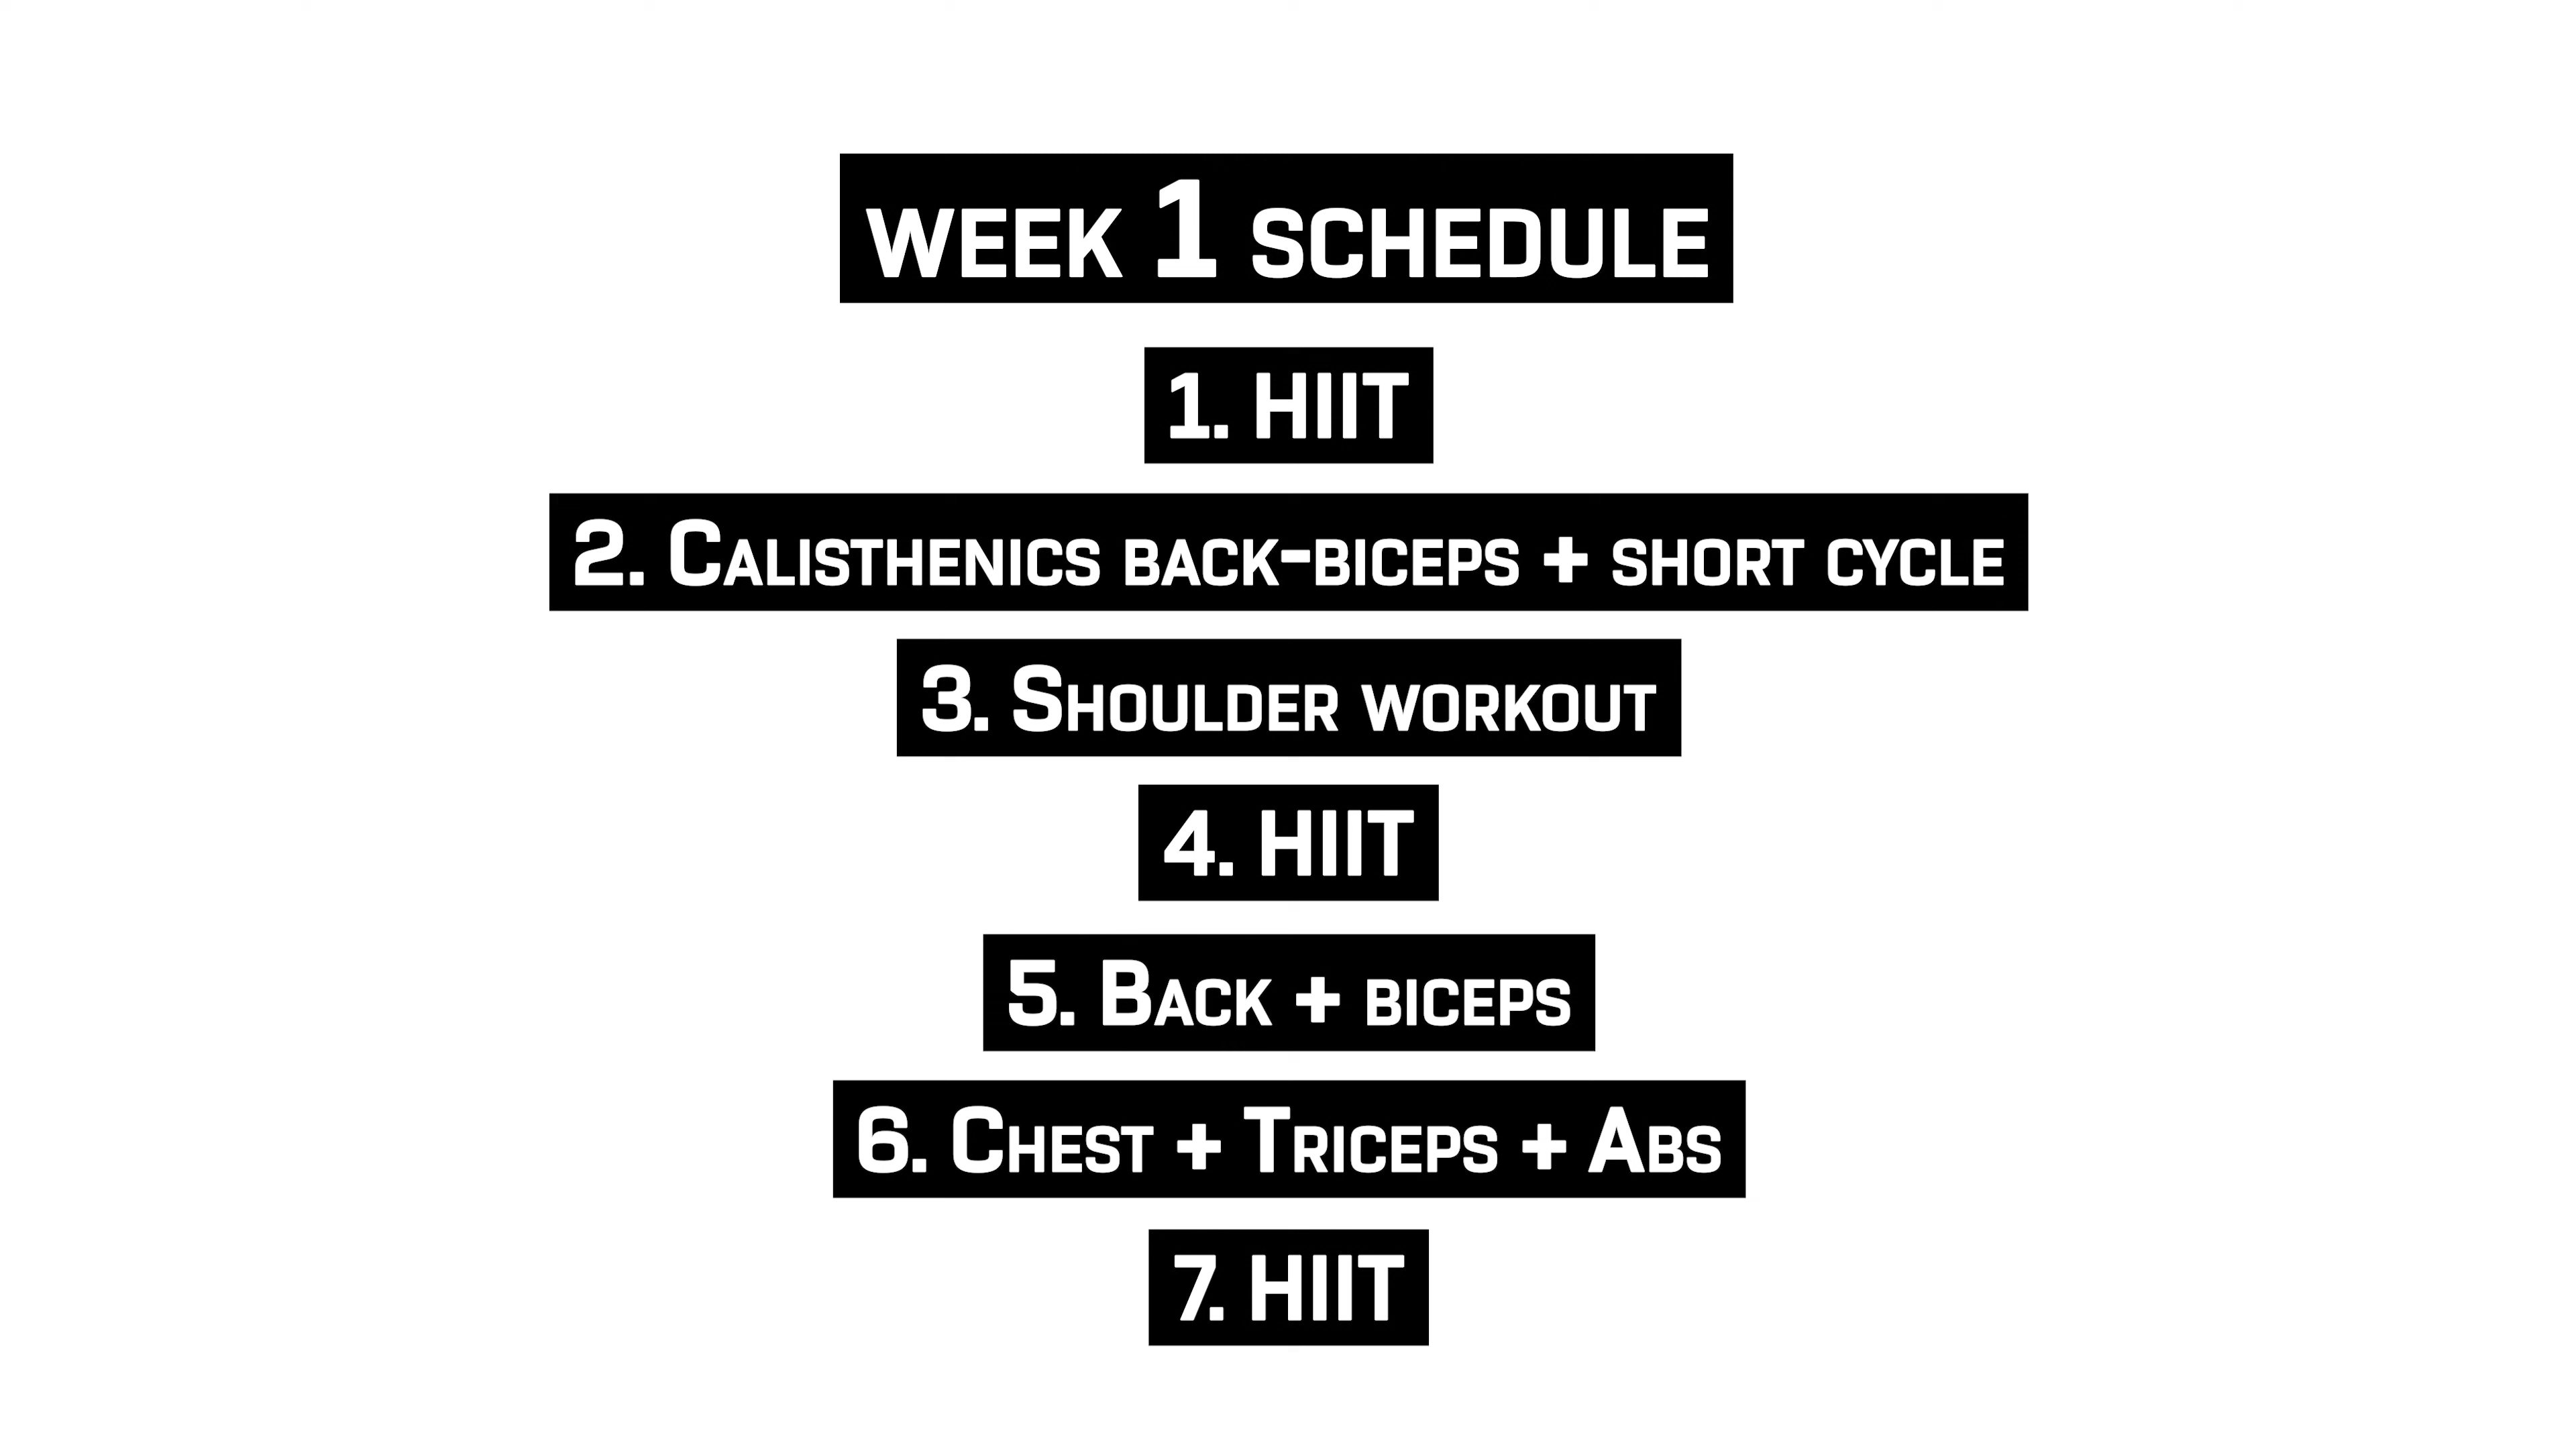 WEEK 1 SCHEDULE
1. HIIT
2. CALISTHENICS BACK-BICEPS + SHORT CYCLE
3. SHOULDER WORKOUT
4. HIIT
5. BACK + BICEPS
6. CHEST + TRICEPS + ABS
7. HIIT